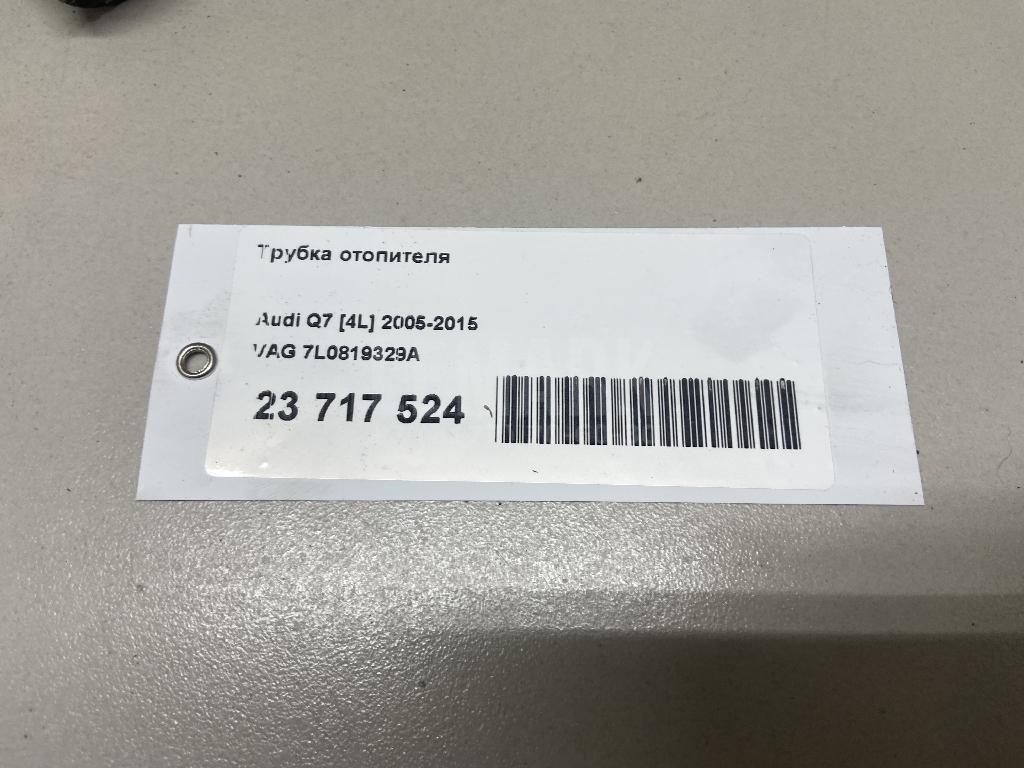 Трубка отопителя
Audi Q7 [4L] 2005-2015
VAG 7L0819329A
23 717 524